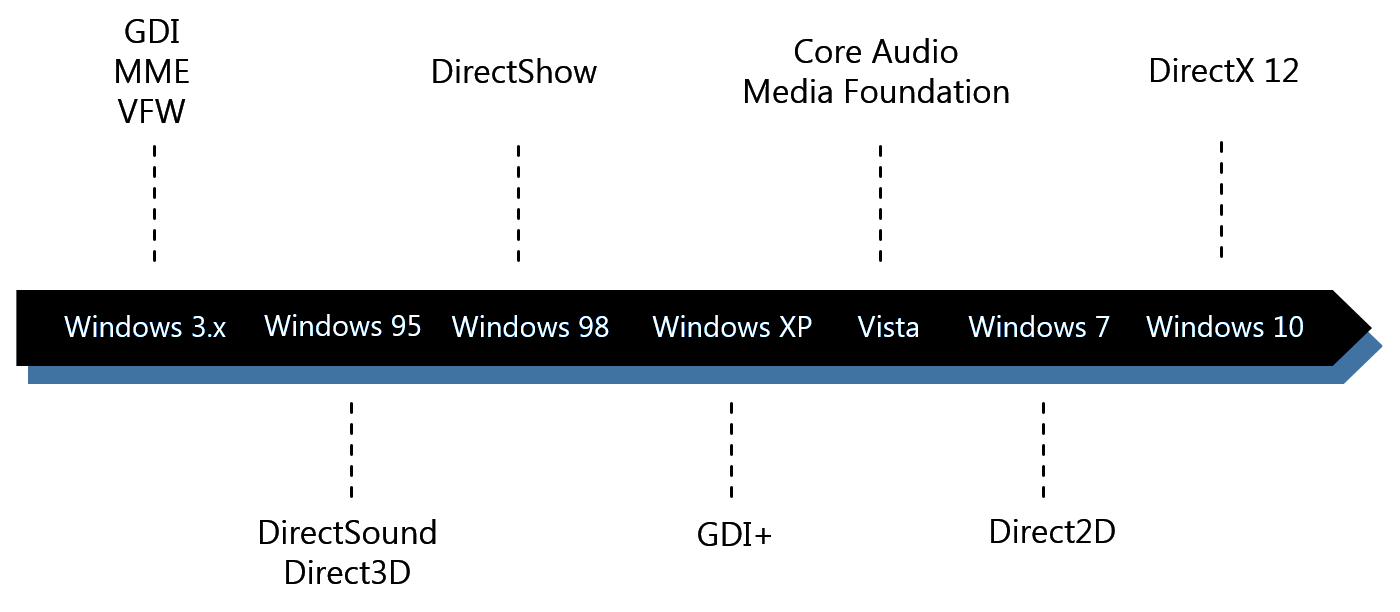 GDI
MME
VFW
DirectShow
Core Audio
Media Foundation
DirectX 12
Windows 3.x
Windows 95
Windows 98
Windows XP
Vista
Windows 7
Windows 10
DirectSound
Direct3D
GDI+
Direct2D